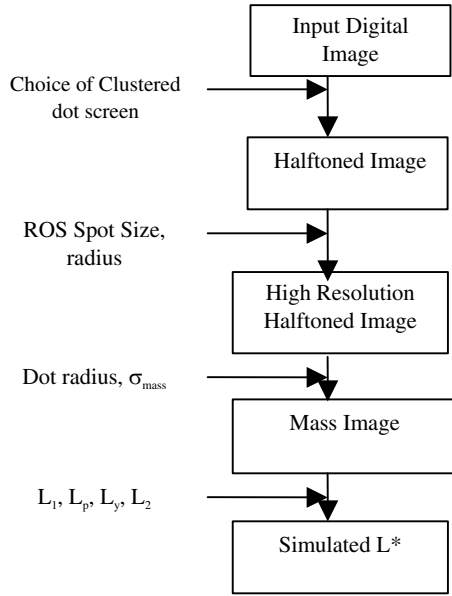 Input Digital
Image
Choice of Clustered
dot screen
Halftoned Image
ROS Spot Size,
radius
High Resolution
Halftoned Image
Dot radius, σmass
Mass Image
L1, Lp, Ly, L2
Simulated L*